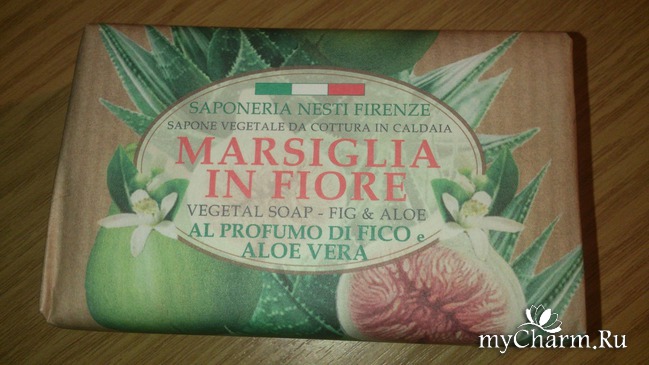 SAPONERIA NESTI FIRENZE
SAPONE VEGETALE DA COTTURA IN CALDAIA
MARSIGLIA
IN FIORE
VEGETAL SOAP - FIG & ALOE
AL PROFUMO DI FICO e
ALOE VERA
myCharm.Ru